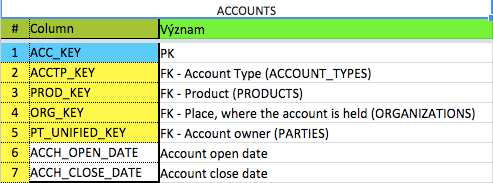 ACCOUNTS
# Column Význam
1 ACC_KEY PK
2 ACCTP_KEY FK - Account Type (ACCOUNT_TYPES)
3 PROD_KEY FK - Product (PRODUCTS)
4 ORG_KEY FK - Place, where the account is held (ORGANIZATIONS)
5 PT_UNIFIED_KEY FK - Account owner (PARTIES)
6 ACCH_OPEN_DATE Account open date
7 ACCH_CLOSE_DATE Account close date